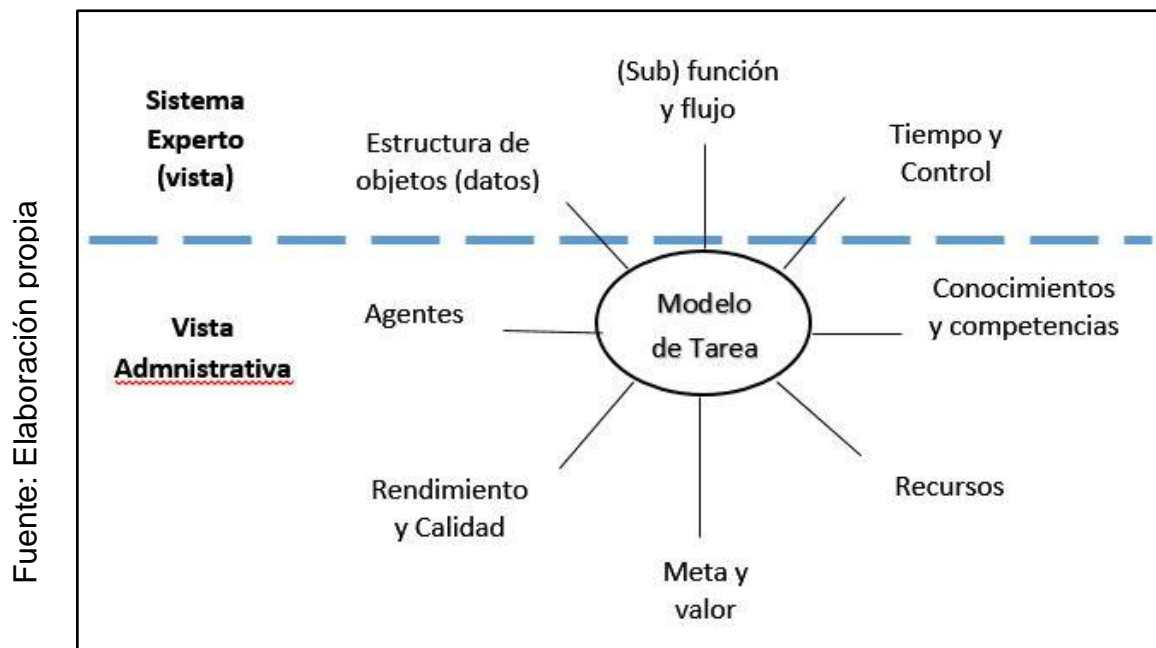 Fuente: Elaboración propia
Sistema
Experto
(vista)
Estructura de
objetos (datos)
(Sub) función
y flujo
Tiempo y
Control
Vista
Admnistrativa
Agentes
Modelo
de Tarea
Conocimientos
y competencias
Rendimiento
y Calidad
Meta y
valor
Recursos